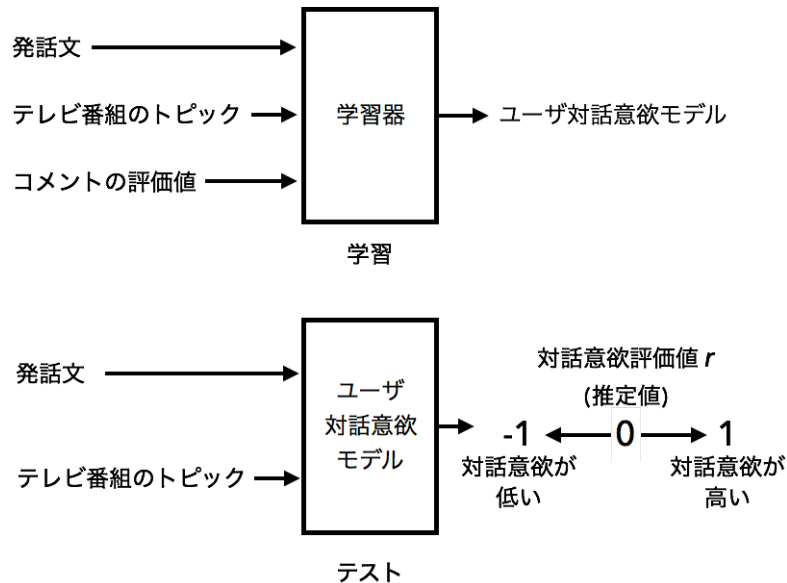 発話文
テレビ番組のトピック
コメントの評価値
学習器
ユーザ対話意欲モデル
学習
発話文
テレビ番組のトピック
ユーザ
対話意欲
モデル
対話意欲評価値 r
(推定値)
-1
0
1
対話意欲が
低い
対話意欲が
高い
テスト